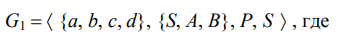 G₁ = ⟨ {a, b, c, d}, {S, A, B}, P, S ⟩ , где